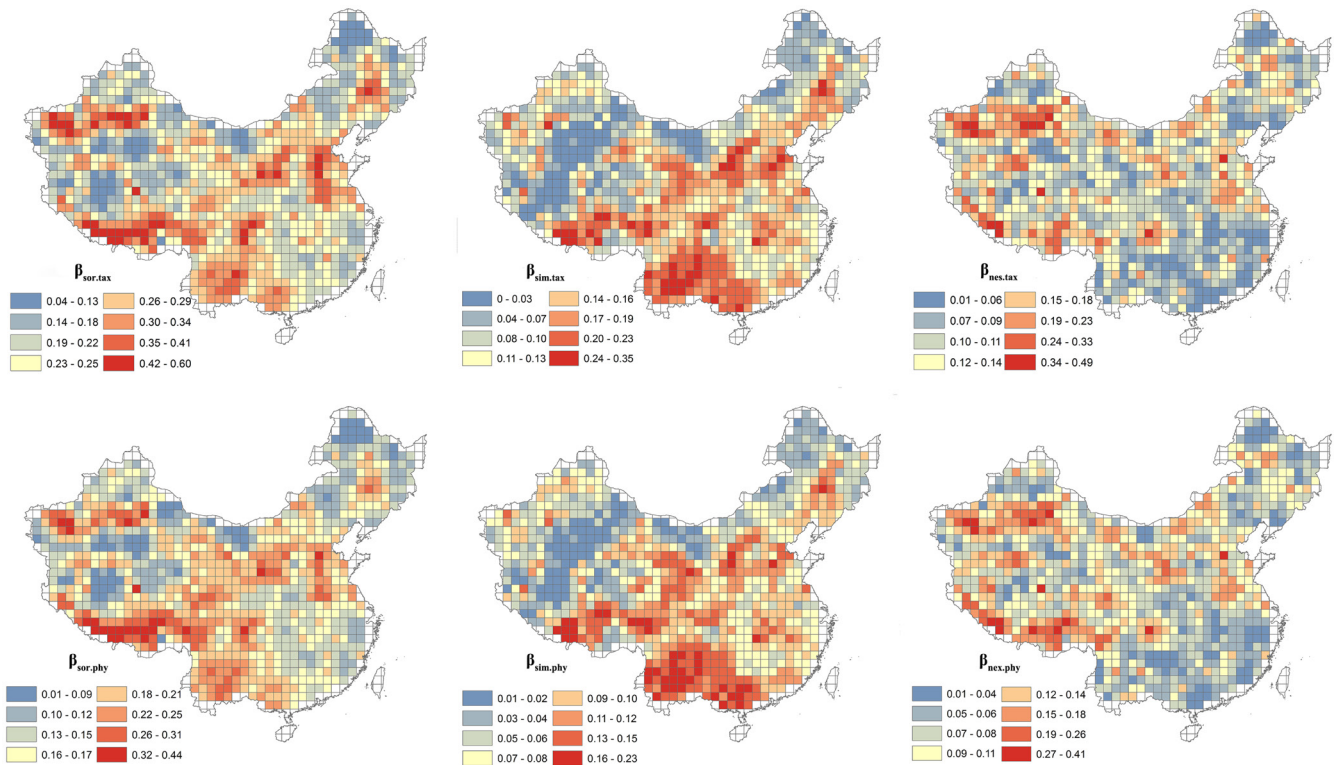 βsor.tax
0.04 - 0.13 0.26 - 0.29
0.14 - 0.18 0.30 - 0.34
0.19 - 0.22 0.35 - 0.41
0.23 - 0.25 0.42 - 0.60
βsim.tax
0 - 0.03 0.14 - 0.16
0.04 - 0.07 0.17 - 0.19
0.08 - 0.10 0.20 - 0.23
0.11 - 0.13 0.24 - 0.35
βnes.tax
0.01 - 0.06 0.15 - 0.18
0.07 - 0.09 0.19 - 0.23
0.10 - 0.11 0.24 - 0.33
0.12 - 0.14 0.34 - 0.49
βsor.phy
0.01 - 0.09 0.18 - 0.21
0.10 - 0.12 0.22 - 0.25
0.13 - 0.15 0.26 - 0.31
0.16 - 0.17 0.32 - 0.44
βsim.phy
0.01 - 0.02 0.09 - 0.10
0.03 - 0.04 0.11 - 0.12
0.05 - 0.06 0.13 - 0.15
0.07 - 0.08 0.16 - 0.23
βnex.phy
0.01 - 0.04 0.12 - 0.14
0.05 - 0.06 0.15 - 0.18
0.07 - 0.08 0.19 - 0.26
0.09 - 0.11 0.27 - 0.41